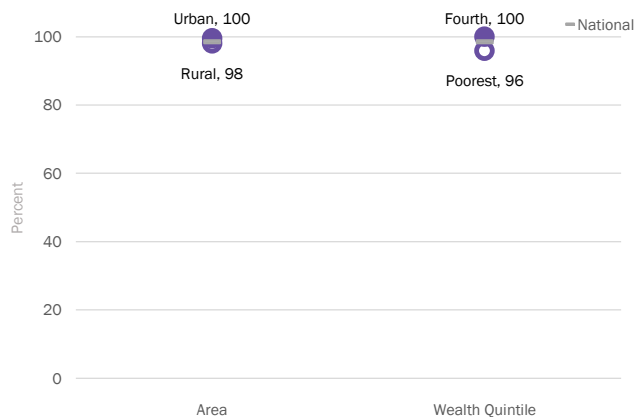 Urban, 100
Fourth, 100
National
100
Rural, 98
Poorest, 96
80
60
Percent
40
20
0
Area
Wealth Quintile